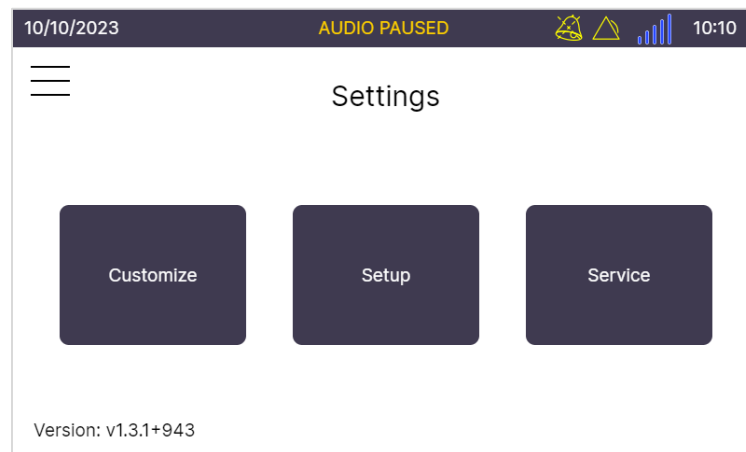 10/10/2023 AUDIO PAUSED 10:10
Settings
Customize Setup Service
Version: v1.3.1+943